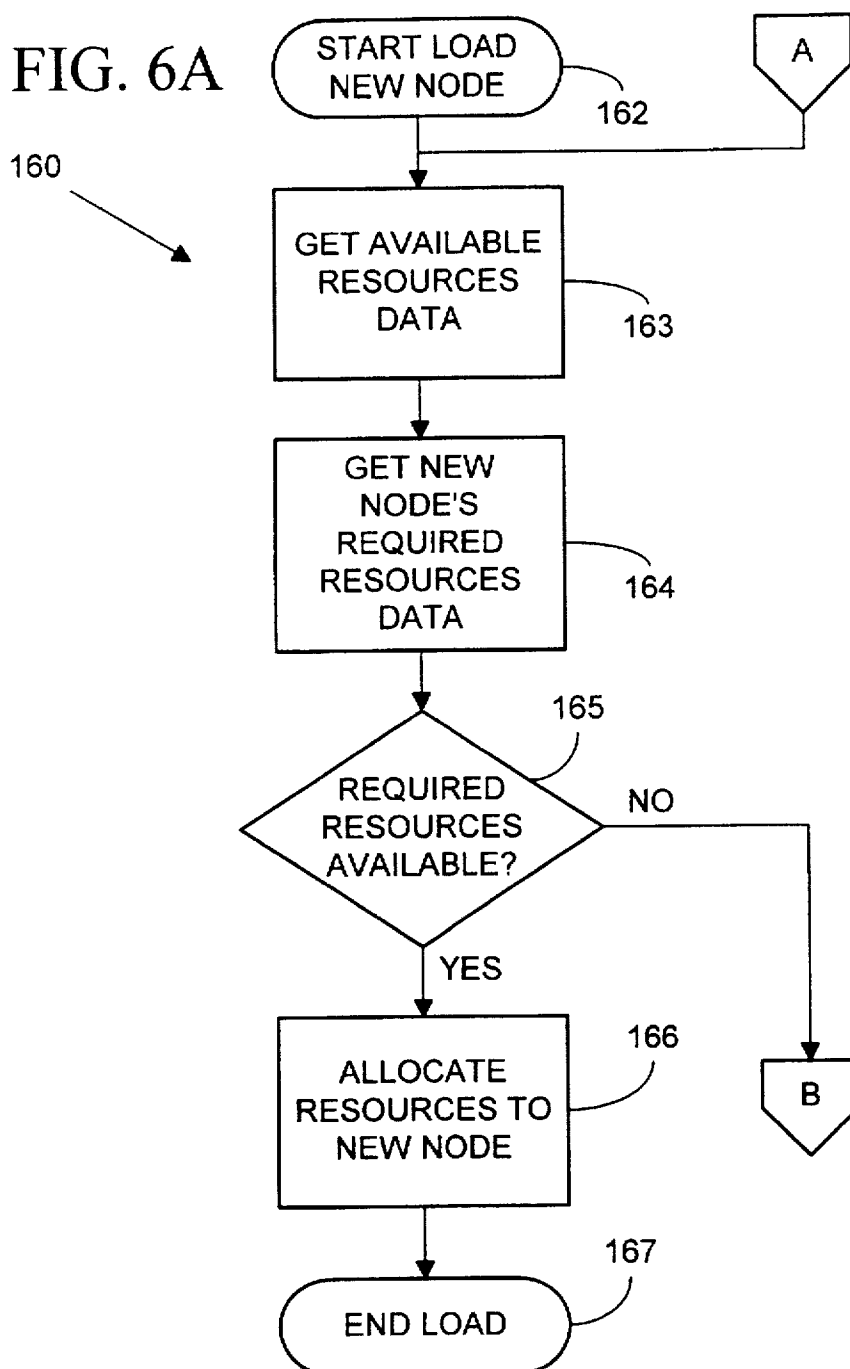 FIG. 6A
START LOAD
NEW NODE
162
A
160
GET AVAILABLE
RESOURCES
DATA
163
GET NEW
NODE'S
REQUIRED
RESOURCES
DATA
164
165
REQUIRED
RESOURCES
AVAILABLE?
NO
YES
ALLOCATE
RESOURCES TO
NEW NODE
166
B
END LOAD
167